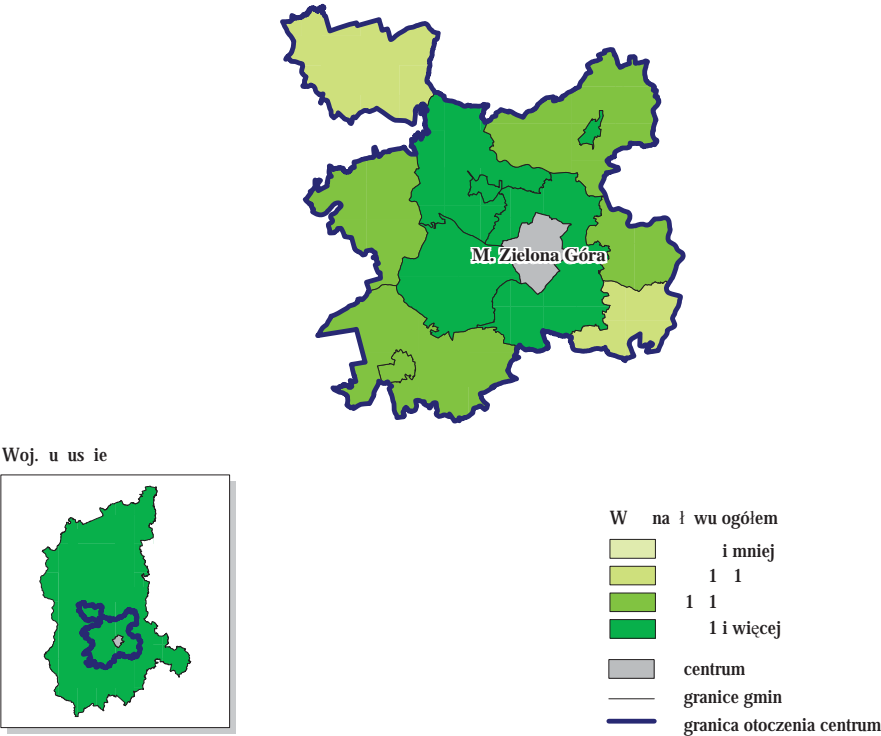 M. Zielona Góra
Woj. u us ie
W na ł wu ogółem
i mniej
1 1
1 1
1 i więcej
centrum
granice gmin
granica otoczenia centrum